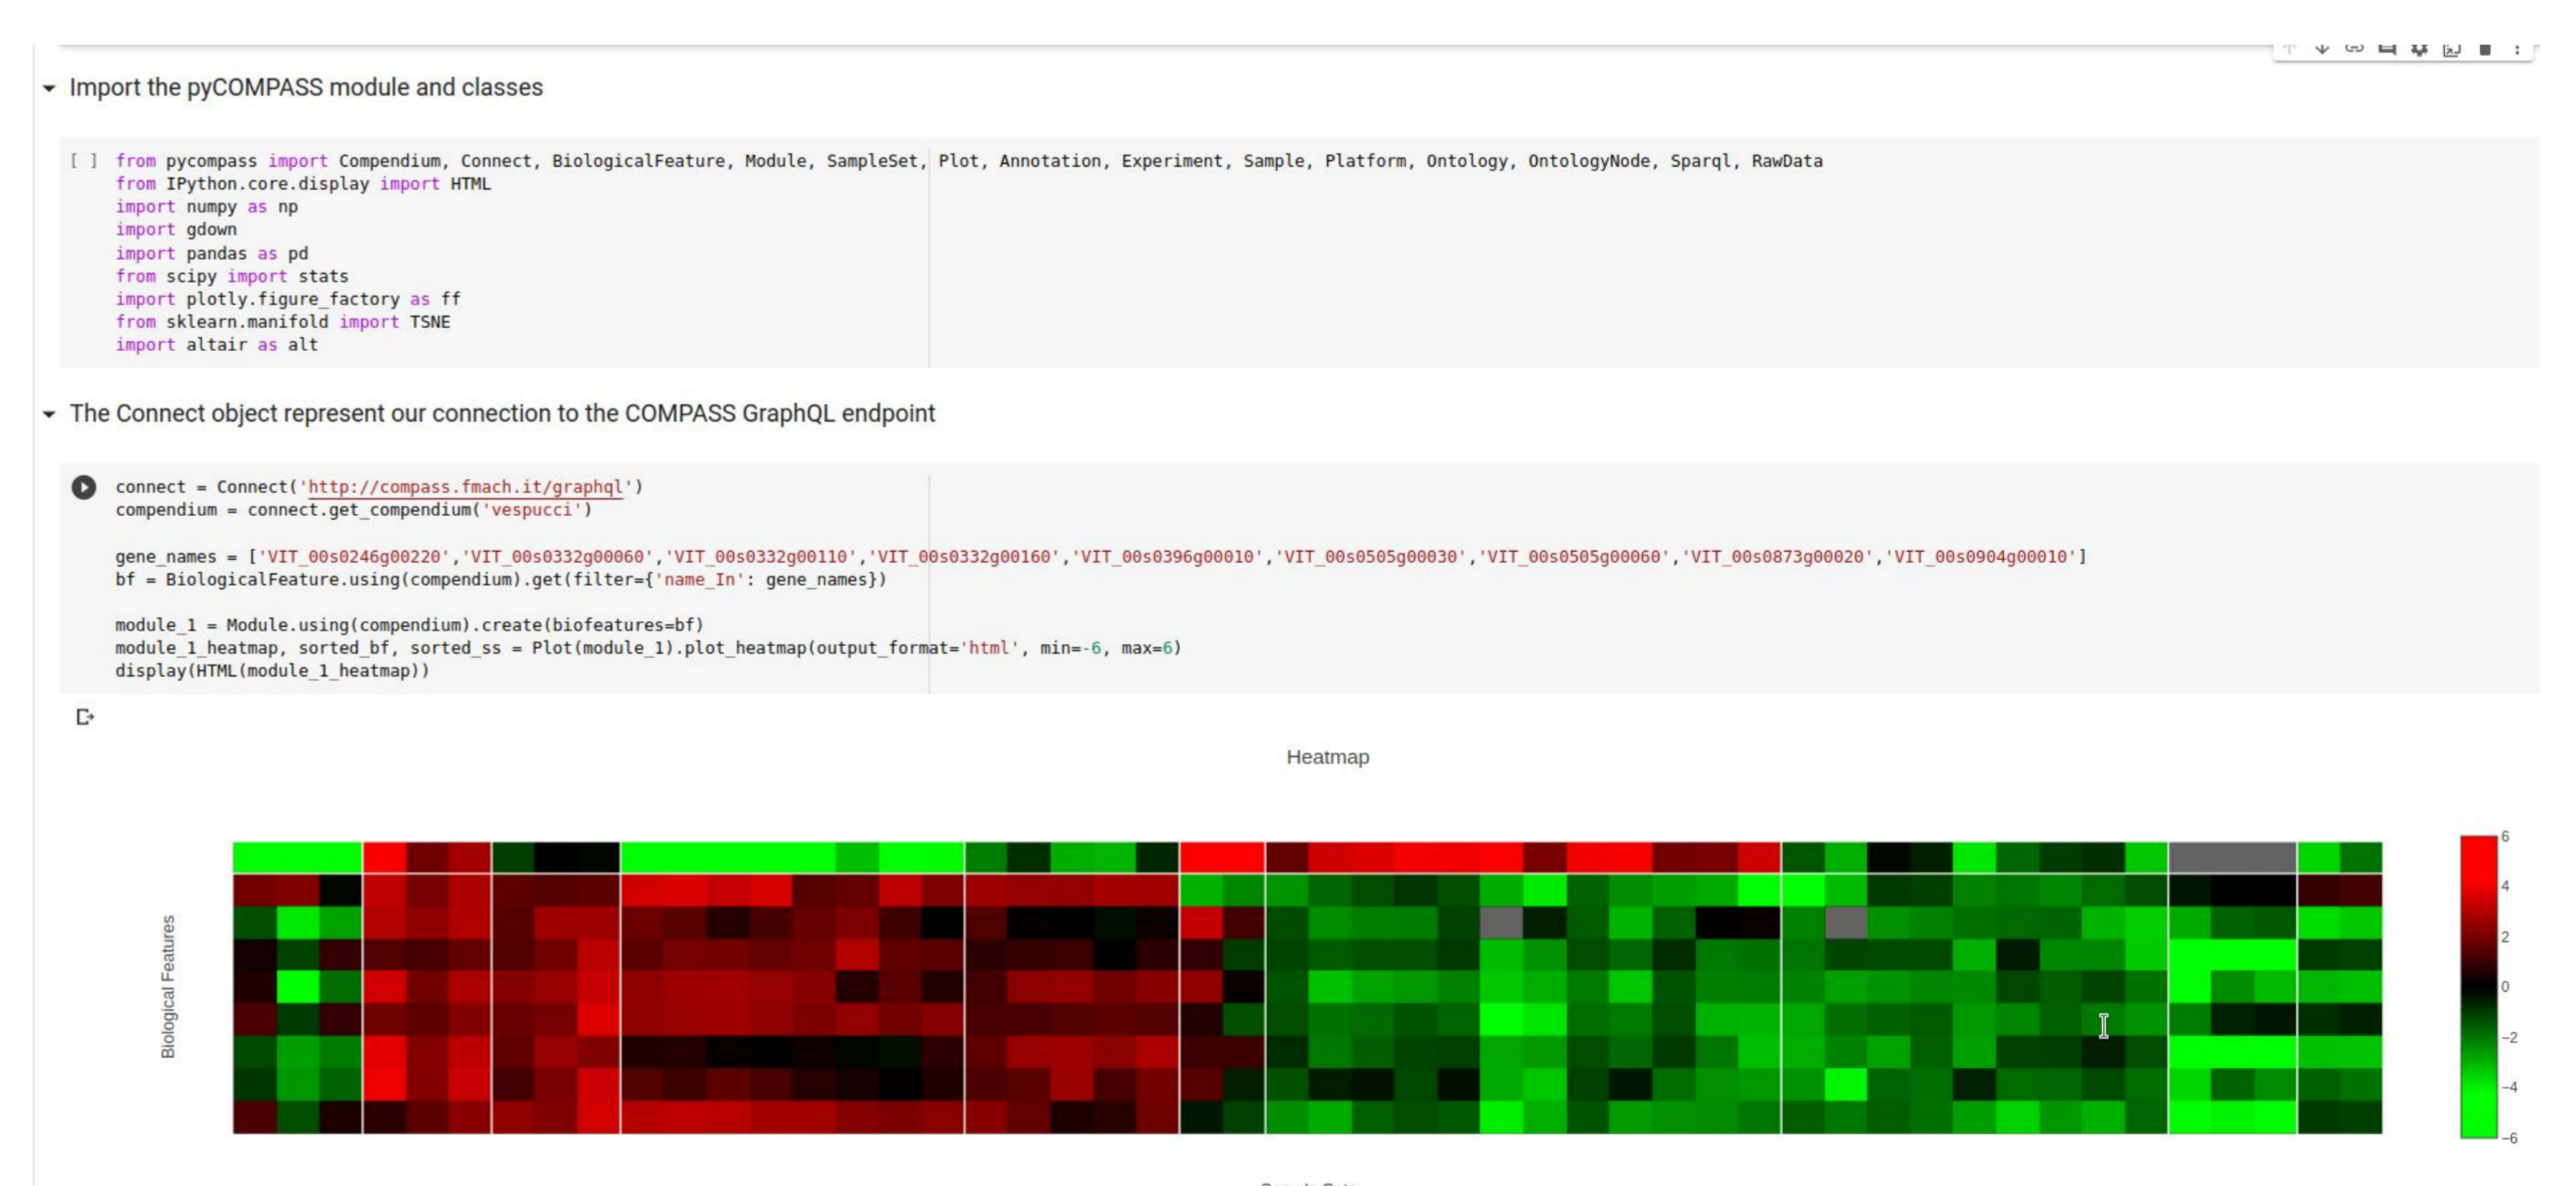 Import the pyCOMPASS module and classes
[ ] from pycompass import Compendium, Connect, BiologicalFeature, Module, SampleSet, Plot, Annotation, Experiment, Sample, Platform, Ontology, OntologyNode, Sparql, RawData
from IPython.core.display import HTML
import numpy as np
import gdown
import pandas as pd
from scipy import stats
import plotly.figure_factory as ff
from sklearn.manifold import TSNE
import altair as alt
The Connect object represent our connection to the COMPASS GraphQL endpoint
connect = Connect('http://compass.fmach.it/graphql')
compendium = connect.get_compendium('vespucci')
gene_names = ['VIT_00s0246g00220','VIT_00s0332g00060','VIT_00s0332g00110','VIT_00s0332g00160','VIT_00s0396g00010','VIT_00s0505g00030','VIT_00s0505g00060','VIT_00s0873g00020','VIT_00s0904g00010']
bf = BiologicalFeature.using(compendium).get(filter={'name_In': gene_names})
module_1 = Module.using(compendium).create(biofeatures=bf)
module_1_heatmap, sorted_bf, sorted_ss = Plot(module_1).plot_heatmap(output_format='html', min=-6, max=6)
display(HTML(module_1_heatmap))
Heatmap
Biological Features
6
4
2
0
−2
−4
−6